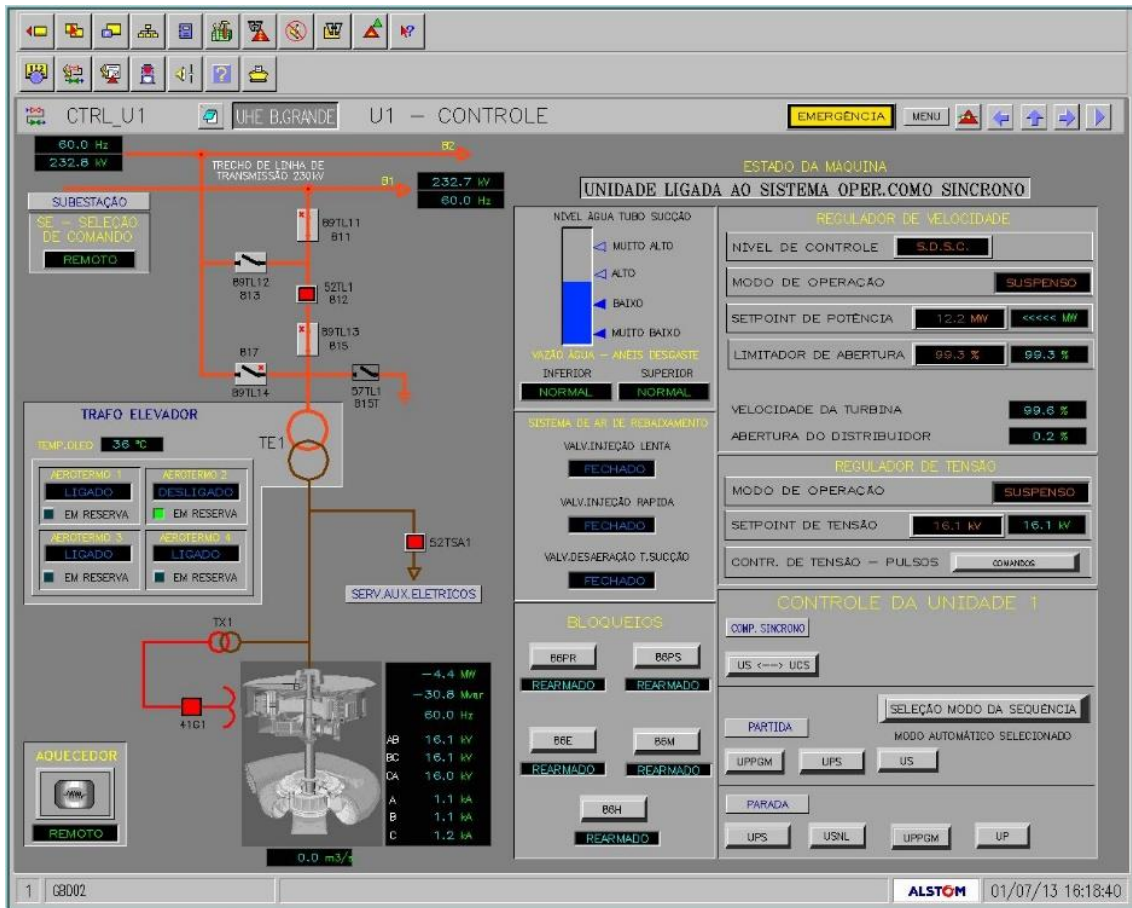 CTRL_U1
UHE B.GRANDE
U1 — CONTROLE
EMERGÊNCIA
MENU
60.0 Hz
232.8 kV
B2
TRECHO DE LINHA DE
TRANSMISSÃO 230kV
B1
232.7 kV
60.0 Hz
SUBESTAÇÃO
SE — SELEÇÃO
DE COMANDO
REMOTO
89TL11
811
89TL12
813
52TL1
812
89TL13
815
817
89TL14
57TL1
815T
TRAFO ELEVADOR
TEMP.ÓLEO 36 °C
TE1
AEROTERMO 1
LIGADO
EM RESERVA
AEROTERMO 2
DESLIGADO
EM RESERVA
AEROTERMO 3
LIGADO
EM RESERVA
AEROTERMO 4
LIGADO
EM RESERVA
52TSA1
SERV.AUX.ELETRICOS
TX1
41G1
AQUECEDOR
REMOTO
-4.4 MW
-30.8 Mvar
60.0 Hz
AB 16.1 kV
BC 16.1 kV
CA 16.0 kV
A 1.1 kA
B 1.1 kA
C 1.2 kA
0.0 m3/s
ESTADO DA MÁQUINA
UNIDADE LIGADA AO SISTEMA OPER.COMO SINCRONO
NIVEL ÁGUA TUBO SUCÇÃO
MUITO ALTO
ALTO
BAIXO
MUITO BAIXO
VAZÃO ÁGUA — ANÉIS DESGASTE
INFERIOR SUPERIOR
NORMAL NORMAL
SISTEMA DE AR DE REBAIXAMENTO
VALV.INJEÇÃO LENTA
FECHADO
VALV.INJEÇÃO RAPIDA
FECHADO
VALV.DESAERAÇÃO T.SUCÇÃO
FECHADO
BLOQUEIOS
86PR 86PS
REARMADO REARMADO
86E 86M
REARMADO REARMADO
86H
REARMADO
REGULADOR DE VELOCIDADE
NIVEL DE CONTROLE S.D.S.C.
MODO DE OPERAÇÃO SUSPENSO
SETPOINT DE POTÊNCIA 12.2 MW <<<<< MW
LIMITADOR DE ABERTURA 99.3 % 99.3 %
VELOCIDADE DA TURBINA 99.6 %
ABERTURA DO DISTRIBUIDOR 0.2 %
REGULADOR DE TENSÃO
MODO DE OPERAÇÃO SUSPENSO
SETPOINT DE TENSÃO 16.1 kV 16.1 kV
CONTR. DE TENSÃO — PULSOS COMANDOS
CONTROLE DA UNIDADE 1
COMP. SINCRONO
US <——> UCS
SELEÇÃO MODO DA SEQUÊNCIA
PARTIDA
MODO AUTOMÁTICO SELECIONADO
UPPGM UPS US
PARADA
UPS USNL UPPGM UP
1 GBD02
ALSTOM 01/07/13 16:18:40